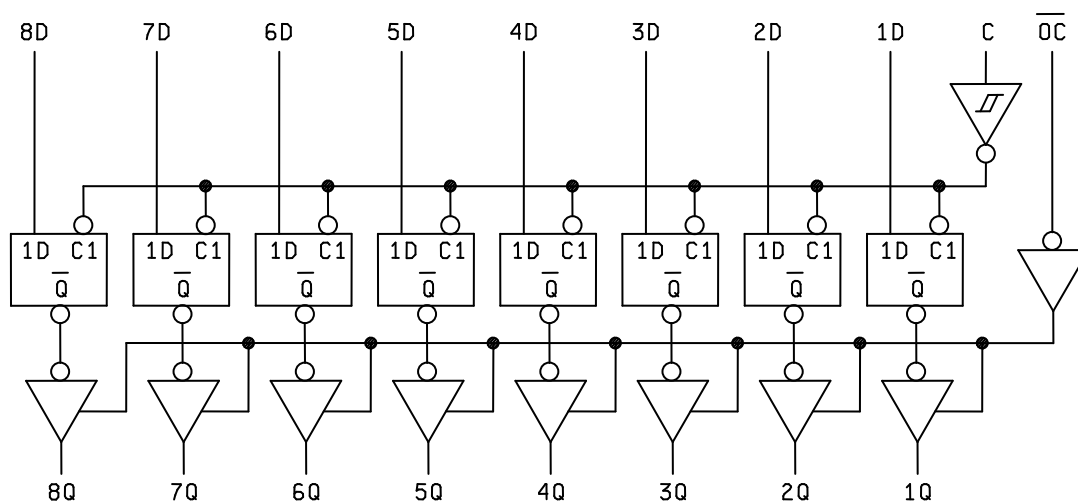 8D 7D 6D 5D 4D 3D 2D 1D C O̅C̅
1D C1 1D C1 1D C1 1D C1 1D C1 1D C1 1D C1 1D C1
Q̅ Q̅ Q̅ Q̅ Q̅ Q̅ Q̅ Q̅
8Q 7Q 6Q 5Q 4Q 3Q 2Q 1Q